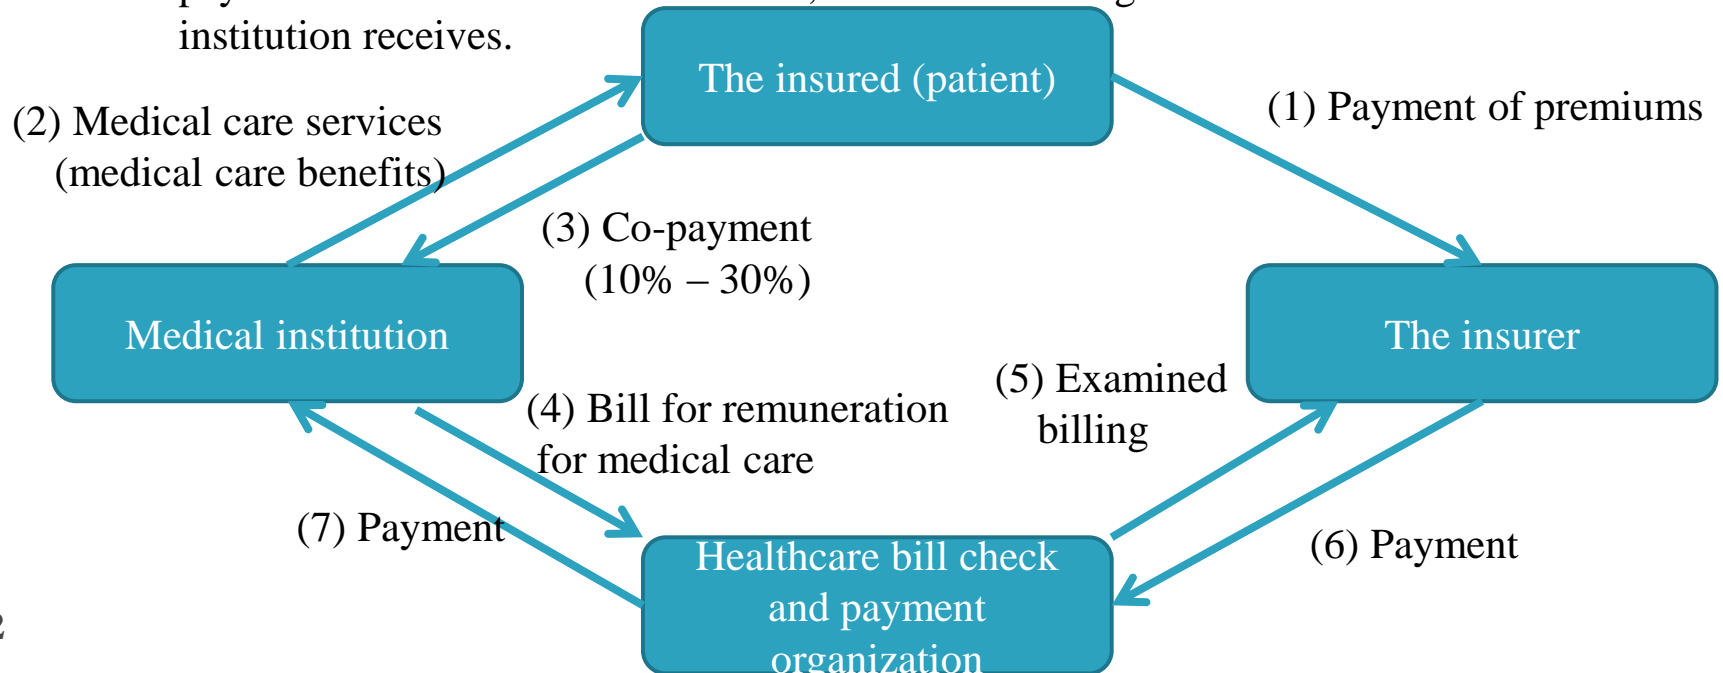 institution receives.
The insured (patient)
(1) Payment of premiums
(2) Medical care services
(medical care benefits)
(3) Co-payment
(10% – 30%)
Medical institution
The insurer
(5) Examined
billing
(4) Bill for remuneration
for medical care
(7) Payment
(6) Payment
Healthcare bill check
and payment
organization
2